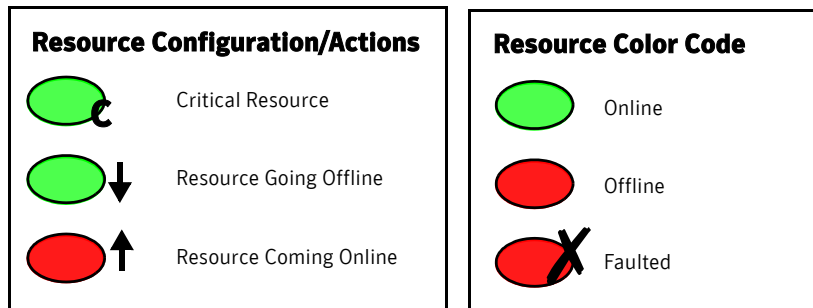 Resource Configuration/Actions
C
Critical Resource
Resource Going Offline
Resource Coming Online
Resource Color Code
Online
Offline
X
Faulted